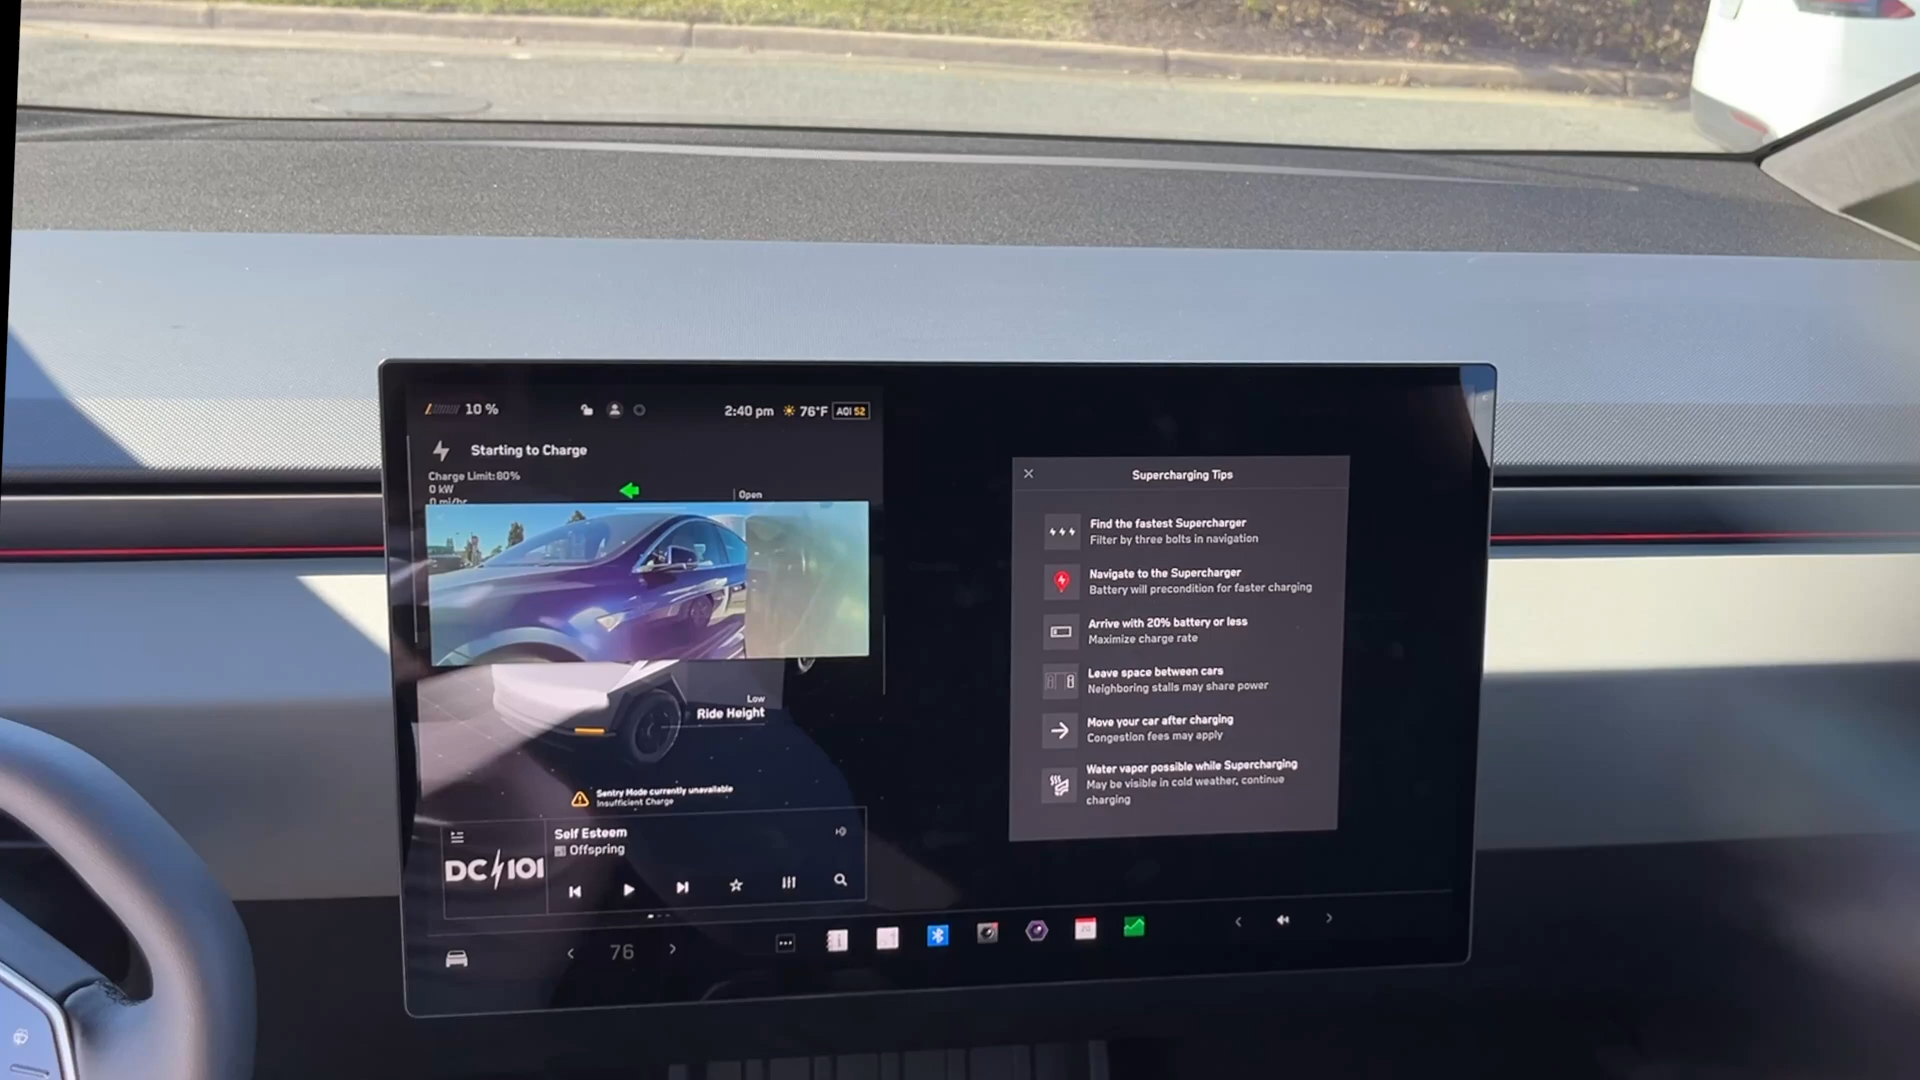 10 %
2:40 pm 76°F AQI 52
Starting to Charge
Charge Limit: 80%
0 kW
0 mi/hr
Open
Low
Ride Height
Sentry Mode currently unavailable
Insufficient Charge
Self Esteem
Offspring
DC 101
76
Supercharging Tips
Find the fastest Supercharger
Filter by three bolts in navigation
Navigate to the Supercharger
Battery will precondition for faster charging
Arrive with 20% battery or less
Maximize charge rate
Leave space between cars
Neighboring stalls may share power
Move your car after charging
Congestion fees may apply
Water vapor possible while Supercharging
May be visible in cold weather, continue
charging